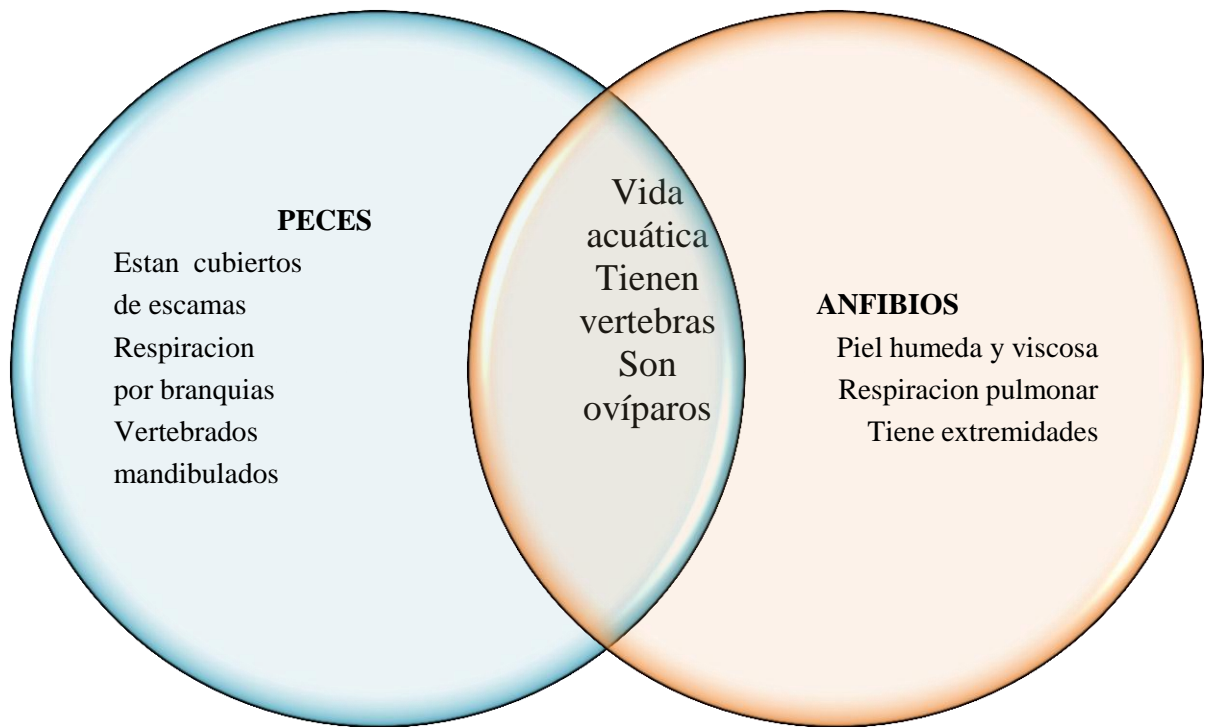 PECES
Estan cubiertos
de escamas
Respiracion
por branquias
Vertebrados
mandibulados
Vida
acuática
Tienen
vertebras
Son
ovíparos
ANFIBIOS
Piel humeda y viscosa
Respiracion pulmonar
Tiene extremidades